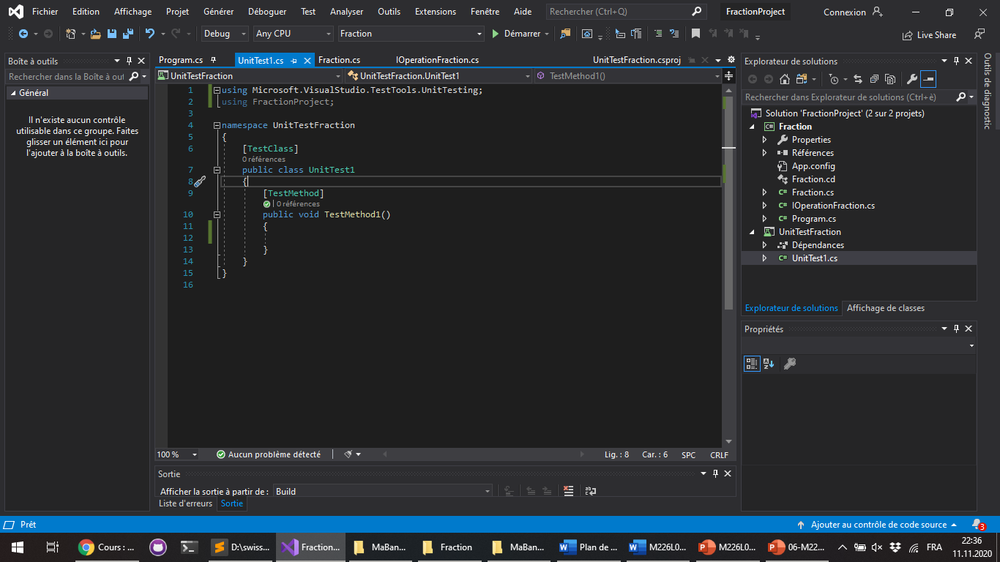 Fichier Edition Affichage Projet Générer Déboguer Test Analyser Outils Extensions Fenêtre Aide Rechercher (Ctrl+Q) FractionProject Connexion
Debug Any CPU Fraction Démarrer Live Share
Boîte à outils
Rechercher dans la Boîte à out
Général
Il n'existe aucun contrôle
utilisable dans ce groupe. Faites
glisser un élément ici pour
l'ajouter à la boîte à outils.
Program.cs UnitTest1.cs Fraction.cs IOperationFraction.cs UnitTestFraction.csproj
UnitTestFraction UnitTestFraction.UnitTest1 TestMethod1()
1 using Microsoft.VisualStudio.TestTools.UnitTesting;
2 using FractionProject;
3
4 namespace UnitTestFraction
5 {
6 [TestClass]
0 références
7 public class UnitTest1
8 {
9 [TestMethod]
| 0 références
10 public void TestMethod1()
11 {
12
13 }
14 }
15 }
16
100 % Aucun problème détecté Lig. : 8 Car. : 6 SPC CRLF
Sortie
Afficher la sortie à partir de : Build
Liste d'erreurs Sortie
Explorateur de solutions
Rechercher dans Explorateur de solutions (Ctrl+è)
Solution 'FractionProject' (2 sur 2 projets)
Fraction
Properties
Références
App.config
Fraction.cd
Fraction.cs
IOperationFraction.cs
Program.cs
UnitTestFraction
Dépendances
UnitTest1.cs
Explorateur de solutions Affichage de classes
Propriétés
Outils de diagnostic
Prêt Ajouter au contrôle de code source 3
Cours : ... D:\swiss... Fraction... MaBan... Fraction MaBan... Plan de ... M226L0... M226L0... 06-M22... FRA 22:36
11.11.2020